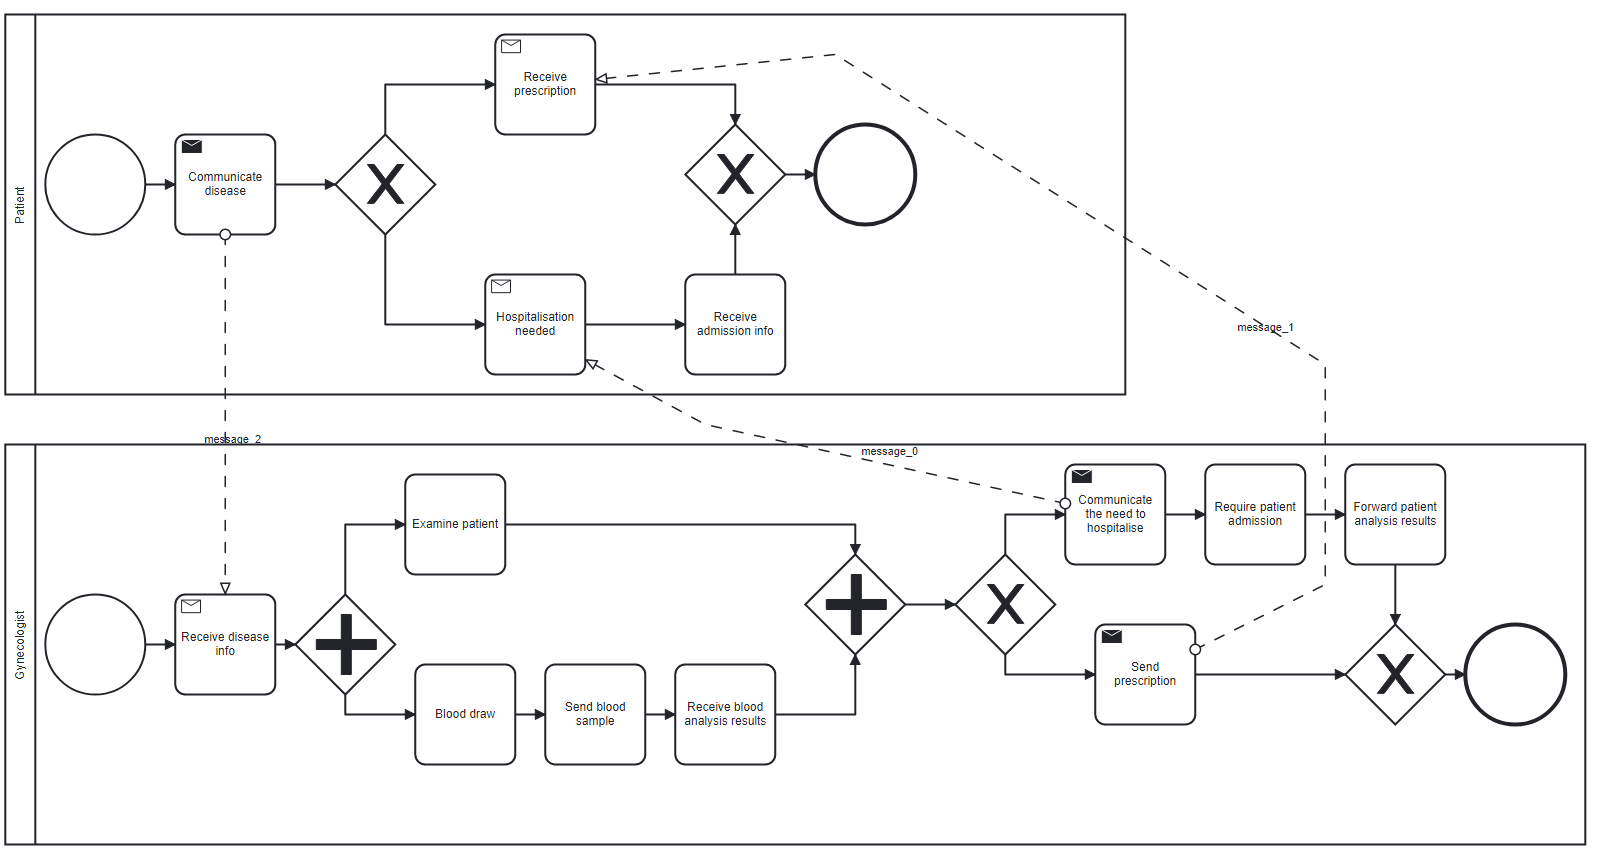 Patient
Receive
prescription
Communicate
disease
Hospitalisation
needed
Receive
admission info
message_1
message_2
message_0
Gynecologist
Examine patient
Communicate
the need to
hospitalise
Require patient
admission
Forward patient
analysis results
Receive disease
info
Send
prescription
Blood draw
Send blood
sample
Receive blood
analysis results